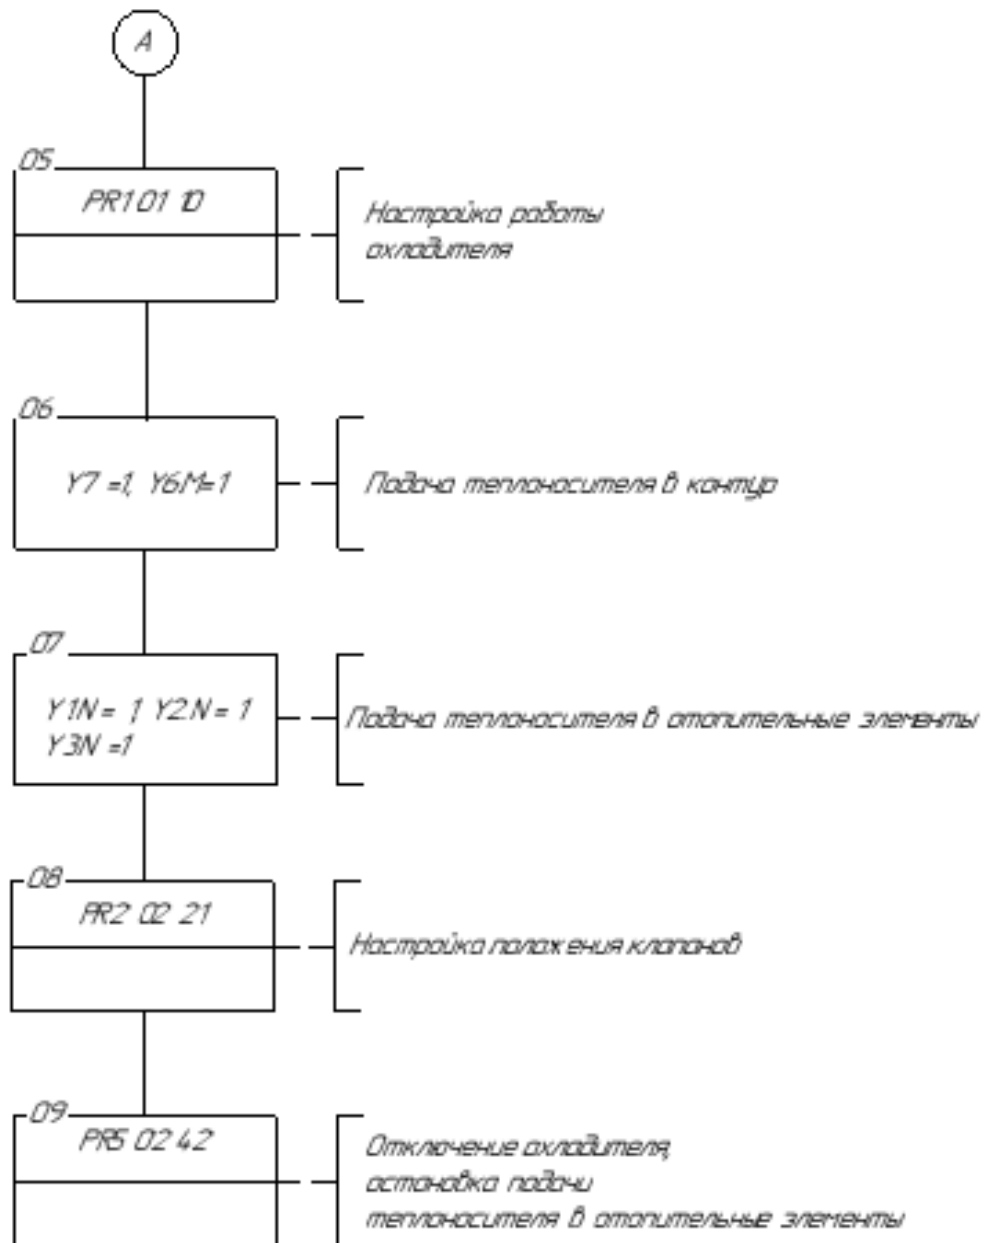 A
05
PR1 01 10
Настройка работы
охладителя
06
Y7 =1, Y6M=1
Подача теплоносителя в контур
07
Y1N = 1 Y2N = 1
Y3N =1
Подача теплоносителя в отопительные элементы
08
PR2 02 21
Настройка положения клапанов
09
PR5 02 42
Отключение охладителя,
остановка подачи
теплоносителя в отопительные элементы